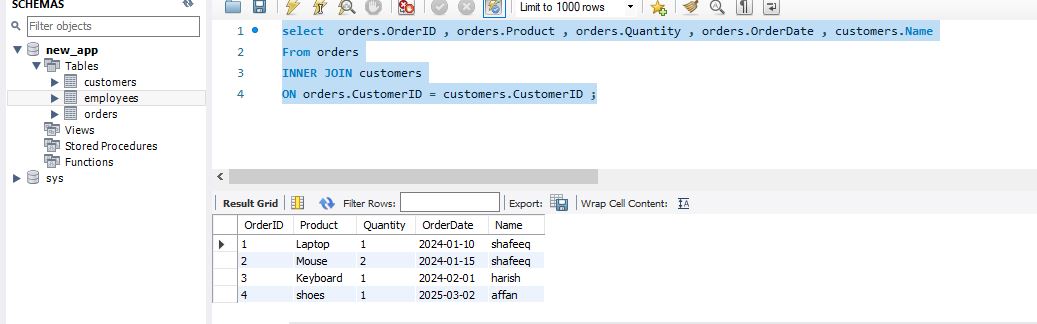 SCHEMAS
Limit to 1000 rows
Filter objects
new_app
Tables
customers
employees
orders
Views
Stored Procedures
Functions
sys
1 select orders.OrderID , orders.Product , orders.Quantity , orders.OrderDate , customers.Name
2 From orders
3 INNER JOIN customers
4 ON orders.CustomerID = customers.CustomerID ;
Result Grid Filter Rows: Export: Wrap Cell Content: IA
OrderID Product Quantity OrderDate Name
1 Laptop 1 2024-01-10 shafeeq
2 Mouse 2 2024-01-15 shafeeq
3 Keyboard 1 2024-02-01 harish
4 shoes 1 2025-03-02 affan